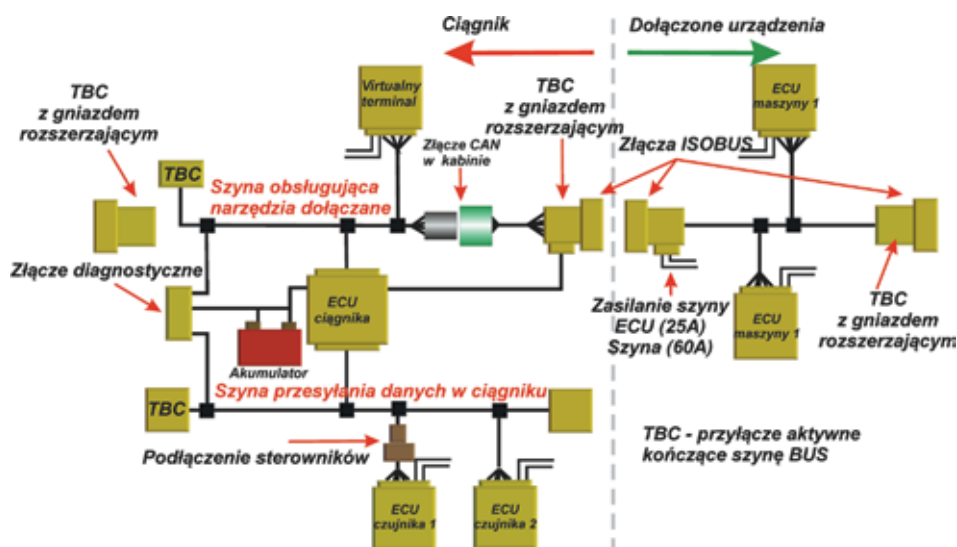 Ciągnik
Dołączone urządzenia
TBC
z gniazdem
rozszerzającym
Virtualny
terminal
Złącze CAN
w kabinie
TBC
z gniazdem
rozszerzającym
ECU
maszyny 1
Złącza ISOBUS
TBC
Szyna obsługująca
narzędzia dołączane
Złącze diagnostyczne
ECU
ciągnika
Akumulator
Zasilanie szyny
ECU (25A)
Szyna (60A)
ECU
maszyny 1
TBC
z gniazdem
rozszerzającym
Szyna przesyłania danych w ciągniku
TBC
Podłączenie sterowników
TBC - przyłącze aktywne
kończące szynę BUS
ECU
czujnika 1
ECU
czujnika 2